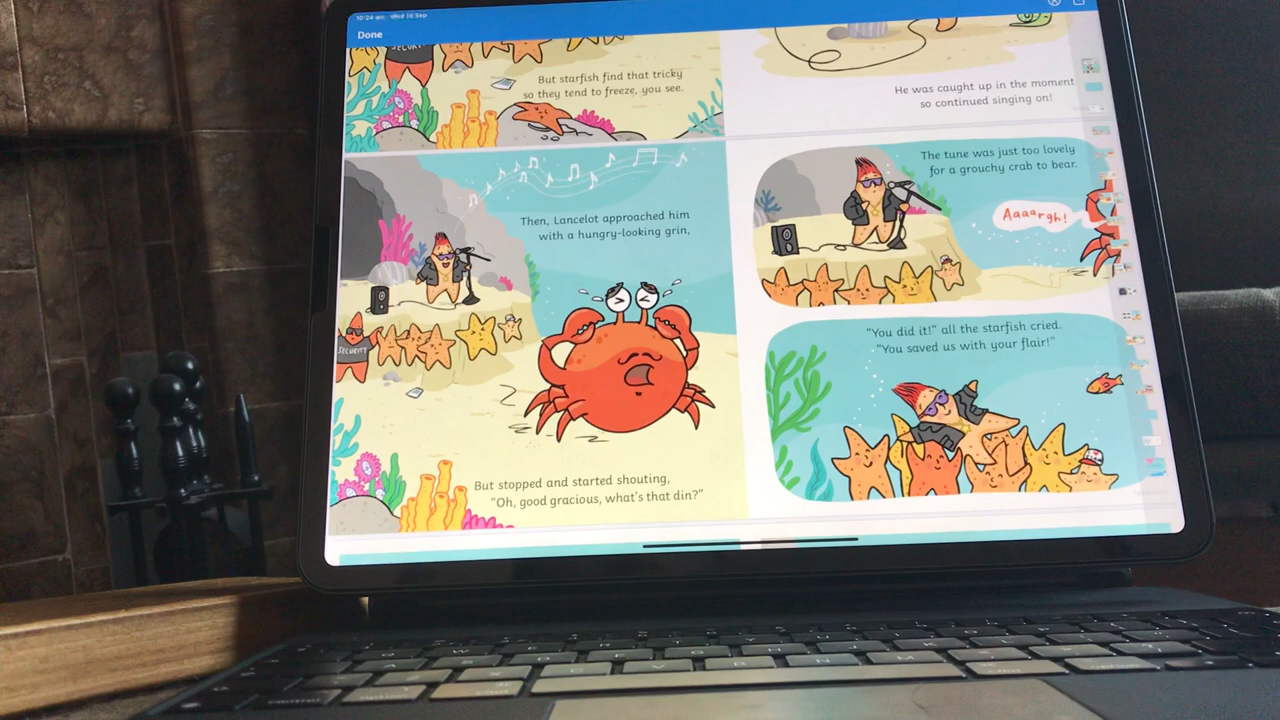 10:24
Done
SECURITY
But starfish find that tricky
so they tend to freeze, you see.
He was caught up in the moment
so continued singing on!
Then, Lancelot approached him
with a hungry-looking grin,
SECURITY
But stopped and started shouting,
“Oh, good gracious, what’s that din?”
The tune was just too lovely
for a grouchy crab to bear.
Aaaargh!
“You did it!” all the starfish cried.
“You saved us with your flair!”